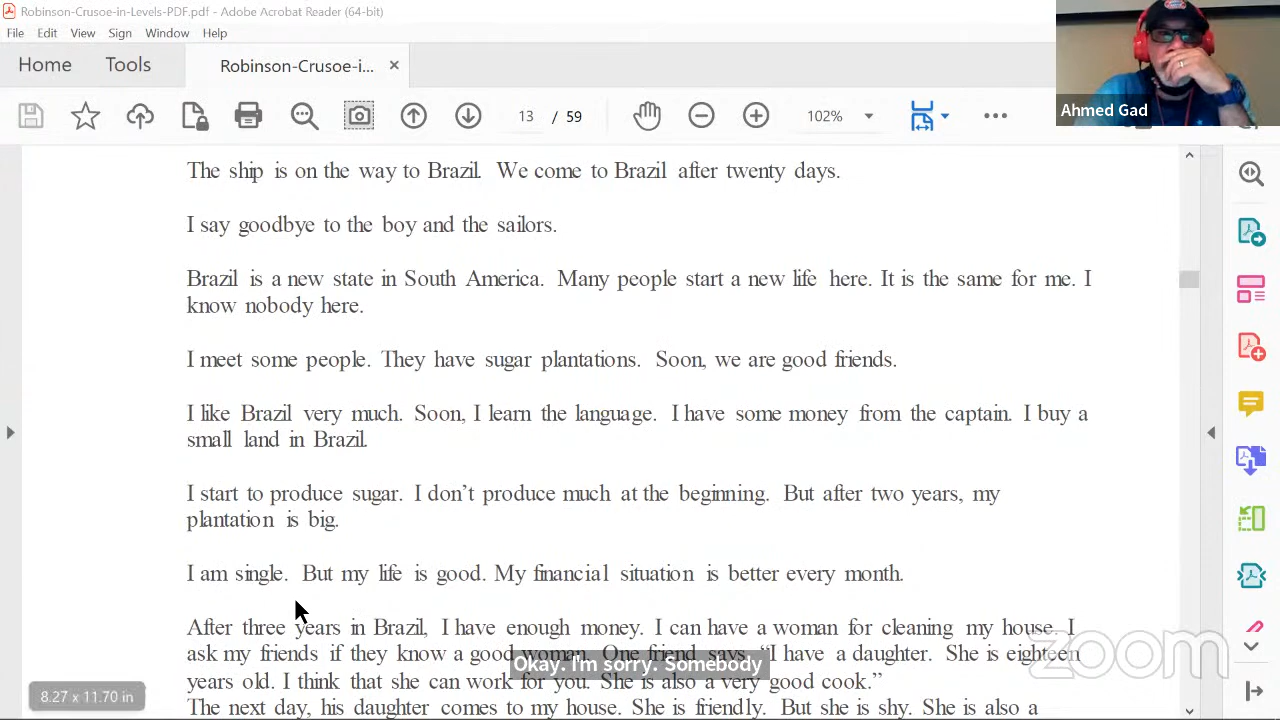 Robinson-Crusoe-in-Levels-PDF.pdf - Adobe Acrobat Reader (64-bit)
File Edit View Sign Window Help
Home Tools Robinson-Crusoe-i... ×
13 / 59 102%
Ahmed Gad
The ship is on the way to Brazil. We come to Brazil after twenty days.
I say goodbye to the boy and the sailors.
Brazil is a new state in South America. Many people start a new life here. It is the same for me. I
know nobody here.
I meet some people. They have sugar plantations. Soon, we are good friends.
I like Brazil very much. Soon, I learn the language. I have some money from the captain. I buy a
small land in Brazil.
I start to produce sugar. I don't produce much at the beginning. But after two years, my
plantation is big.
I am single. But my life is good. My financial situation is better every month.
After three years in Brazil, I have enough money. I can have a woman for cleaning my house. I
ask my friends if they know a good woman. One friend says, “I have a daughter. She is eighteen
Okay. I'm sorry. Somebody
years old. I think that she can work for you. She is also a very good cook.”
The next day, his daughter comes to my house. She is friendly. But she is shy. She is also a
8.27 x 11.70 in
zoom